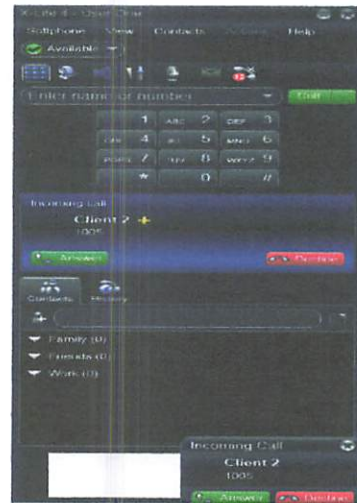 X-Lite 4 - User One
Softphone View Contacts Help
Available
Enter name or number Call
1 ABC 2 DEF 3
GHI 4 JKL 5 MNO 6
PQRS 7 TUV 8 WXYZ 9
* 0 #
Incoming call
Client 2
1005
Answer Decline
Contacts History
Family (0)
Friends (0)
Work (0)
Incoming Call
Client 2
1005
Answer Decline